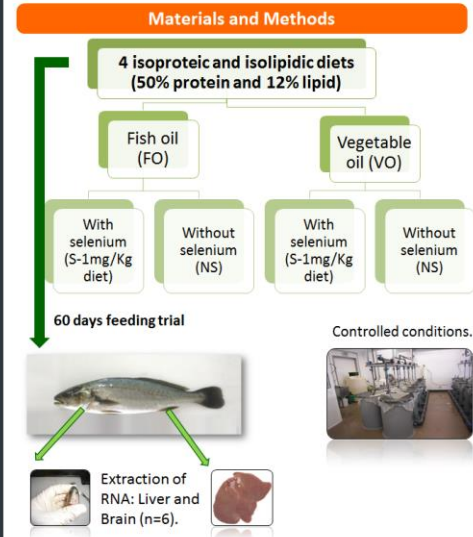 Materials and Methods
4 isoproteic and isolipidic diets
(50% protein and 12% lipid)
Fish oil
(FO)
Vegetable
oil (VO)
With
selenium
(S-1mg/Kg
diet)
Without
selenium
(NS)
With
selenium
(S-1mg/Kg
diet)
Without
selenium
(NS)
60 days feeding trial
Controlled conditions.
Extraction of
RNA: Liver and
Brain (n=6).